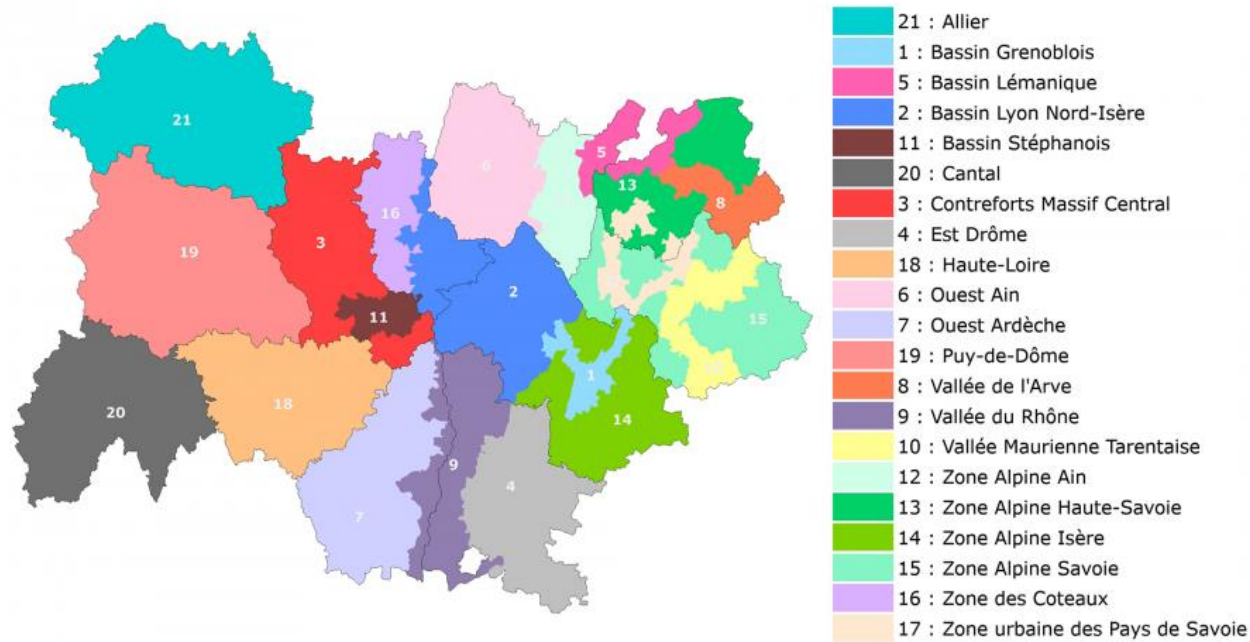 21 : Allier
1 : Bassin Grenoblois
5 : Bassin Lémanique
2 : Bassin Lyon Nord-Isère
11 : Bassin Stéphanois
20 : Cantal
3 : Contreforts Massif Central
4 : Est Drôme
18 : Haute-Loire
6 : Ouest Ain
7 : Ouest Ardèche
19 : Puy-de-Dôme
8 : Vallée de l'Arve
9 : Vallée du Rhône
10 : Vallée Maurienne Tarentaise
12 : Zone Alpine Ain
13 : Zone Alpine Haute-Savoie
14 : Zone Alpine Isère
15 : Zone Alpine Savoie
16 : Zone des Coteaux
17 : Zone urbaine des Pays de Savoie
21
5
6
13
8
16
3
19
2
11
15
10
1
18
20
14
9
4
7